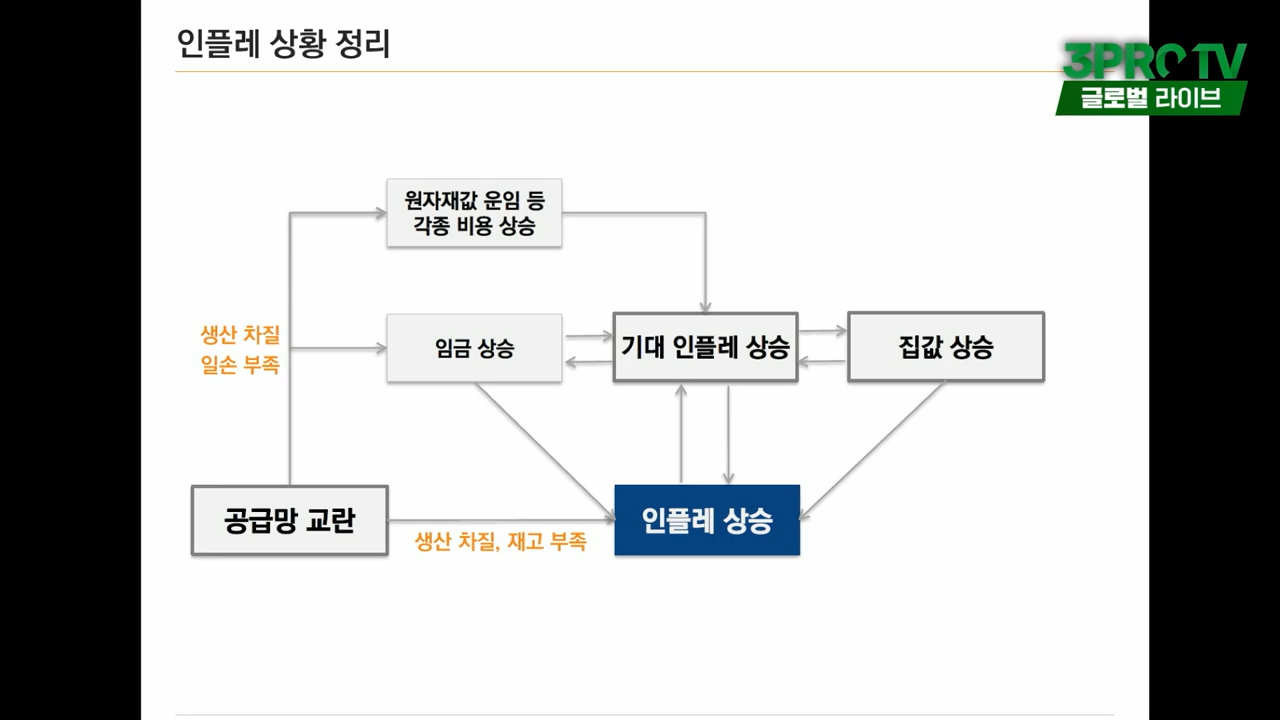 인플레 상황 정리
3PRO TV
글로벌 라이브
원자재값 운임 등
각종 비용 상승
생산 차질
일손 부족
임금 상승
기대 인플레 상승
집값 상승
공급망 교란
생산 차질, 재고 부족
인플레 상승